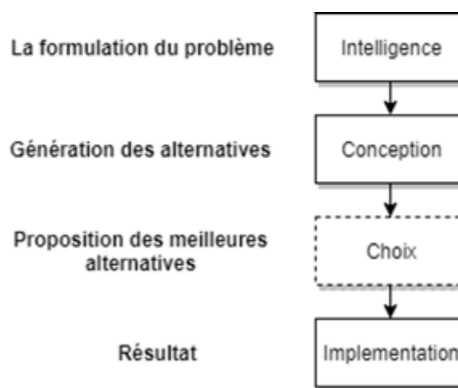 La formulation du problème
Intelligence
Génération des alternatives
Conception
Proposition des meilleures
alternatives
Choix
Résultat
Implementation